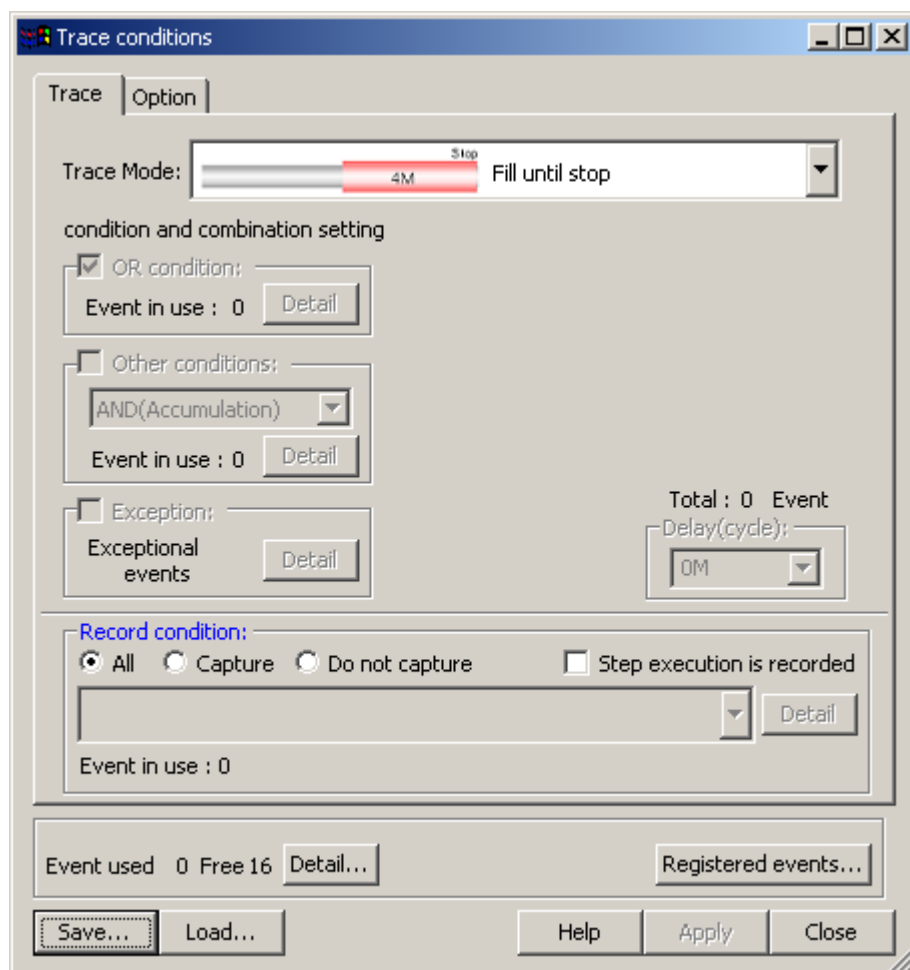 Trace conditions
Trace Option
Trace Mode: Stop 4M Fill until stop
condition and combination setting
OR condition:
Event in use : 0 Detail
Other conditions:
AND(Accumulation)
Event in use : 0 Detail
Exception:
Exceptional events Detail
Total : 0 Event
Delay(cycle):
0M
Record condition:
All Capture Do not capture Step execution is recorded
Detail
Event in use : 0
Event used 0 Free 16 Detail... Registered events...
Save... Load... Help Apply Close